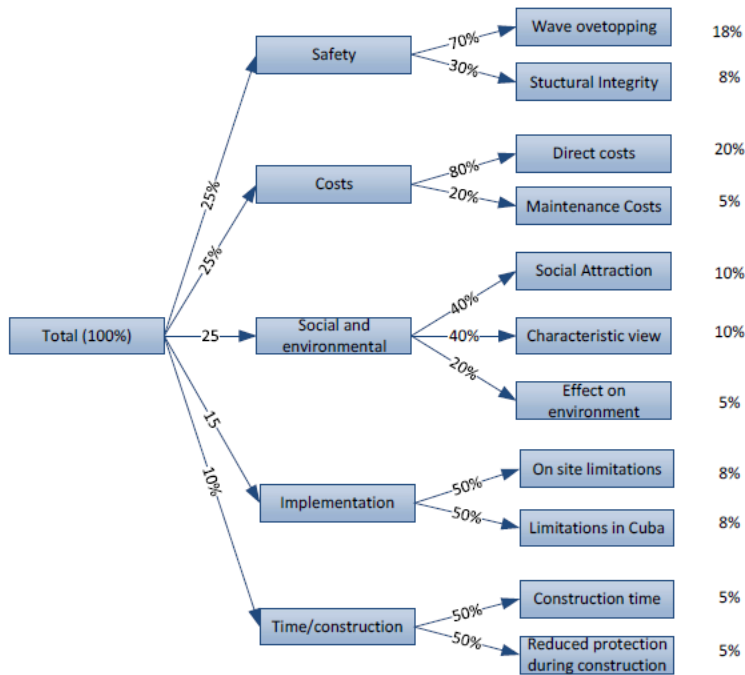 Total (100%)
25%
25%
25
15
10%
Safety
70%
30%
Wave ovetopping
18%
Stuctural Integrity
8%
Costs
80%
20%
Direct costs
20%
Maintenance Costs
5%
Social and
environmental
40%
40%
20%
Social Attraction
10%
Characteristic view
10%
Effect on
environment
5%
Implementation
50%
50%
On site limitations
8%
Limitations in Cuba
8%
Time/construction
50%
50%
Construction time
5%
Reduced protection
during construction
5%